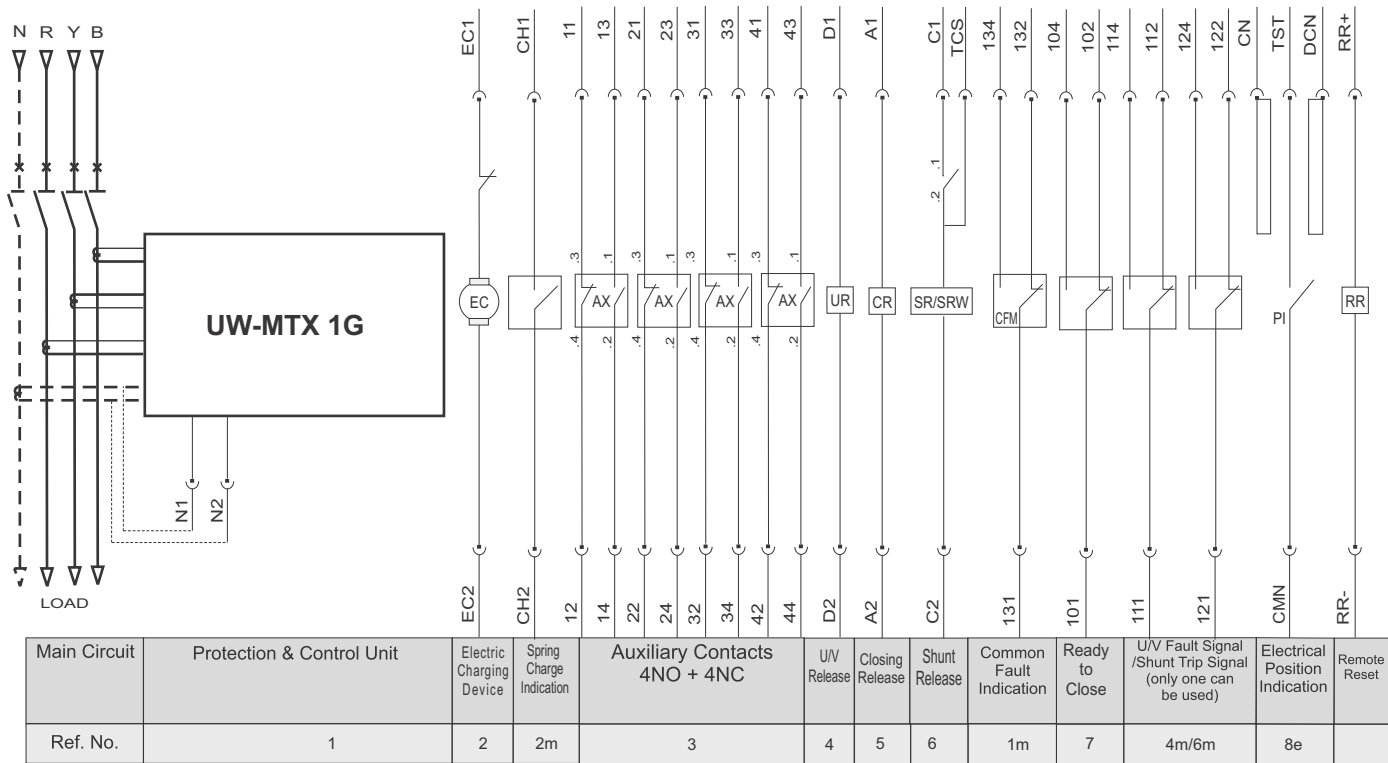 N R Y B
EC1 CH1 11 13 21 23 31 33 41 43 D1 A1 C1 TCS 134 132 104 102 114 112 124 122 CN TST DCN RR+
.1
.2
.3 .1 .3 .1 .3 .1 .3 .1
UW-MTX 1G
EC AX AX AX AX UR CR SR/SRW CFM PI RR
.4 .2 .4 .2 .4 .2 .4 .2
N1 N2
EC2 CH2 12 14 22 24 32 34 42 44 D2 A2 C2 131 101 111 121 CMN RR-
LOAD
Main Circuit
Protection & Control Unit
Electric
Charging
Device
Spring
Charge
Indication
Auxiliary Contacts
4NO + 4NC
U/V
Release
Closing
Release
Shunt
Release
Common
Fault
Indication
Ready
to
Close
U/V Fault Signal
/Shunt Trip Signal
(only one can
be used)
Electrical
Position
Indication
Remote
Reset
Ref. No. 1 2 2m 3 4 5 6 1m 7 4m/6m 8e